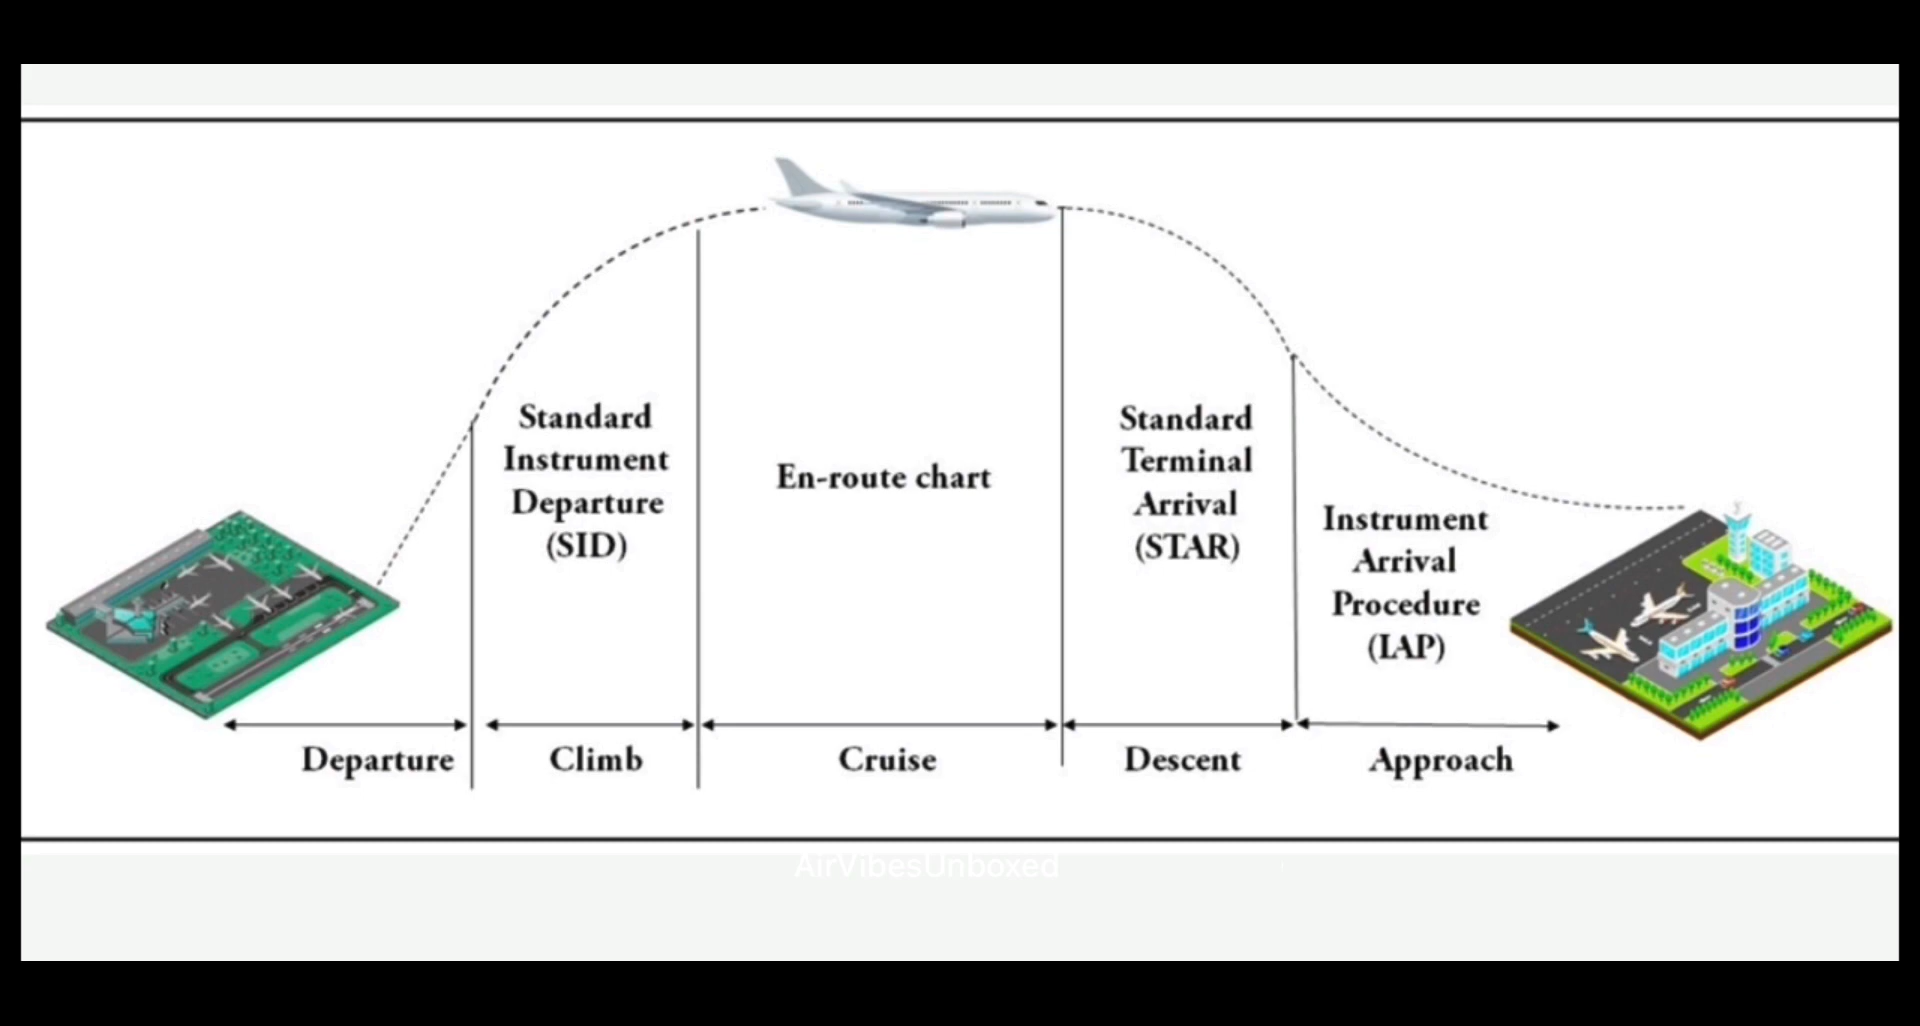 Standard
Instrument
Departure
(SID)
En-route chart
Standard
Terminal
Arrival
(STAR)
Instrument
Arrival
Procedure
(IAP)
Departure
Climb
Cruise
Descent
Approach
AirVibesUnboxed